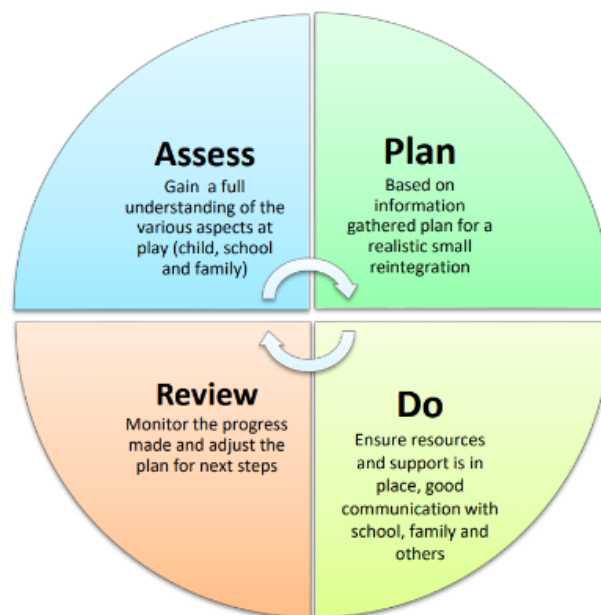 Assess
Gain a full
understanding of the
various aspects at
play (child, school
and family)
Plan
Based on
information
gathered plan for a
realistic small
reintegration
Review
Monitor the progress
made and adjust the
plan for next steps
Do
Ensure resources
and support is in
place, good
communication with
school, family and
others